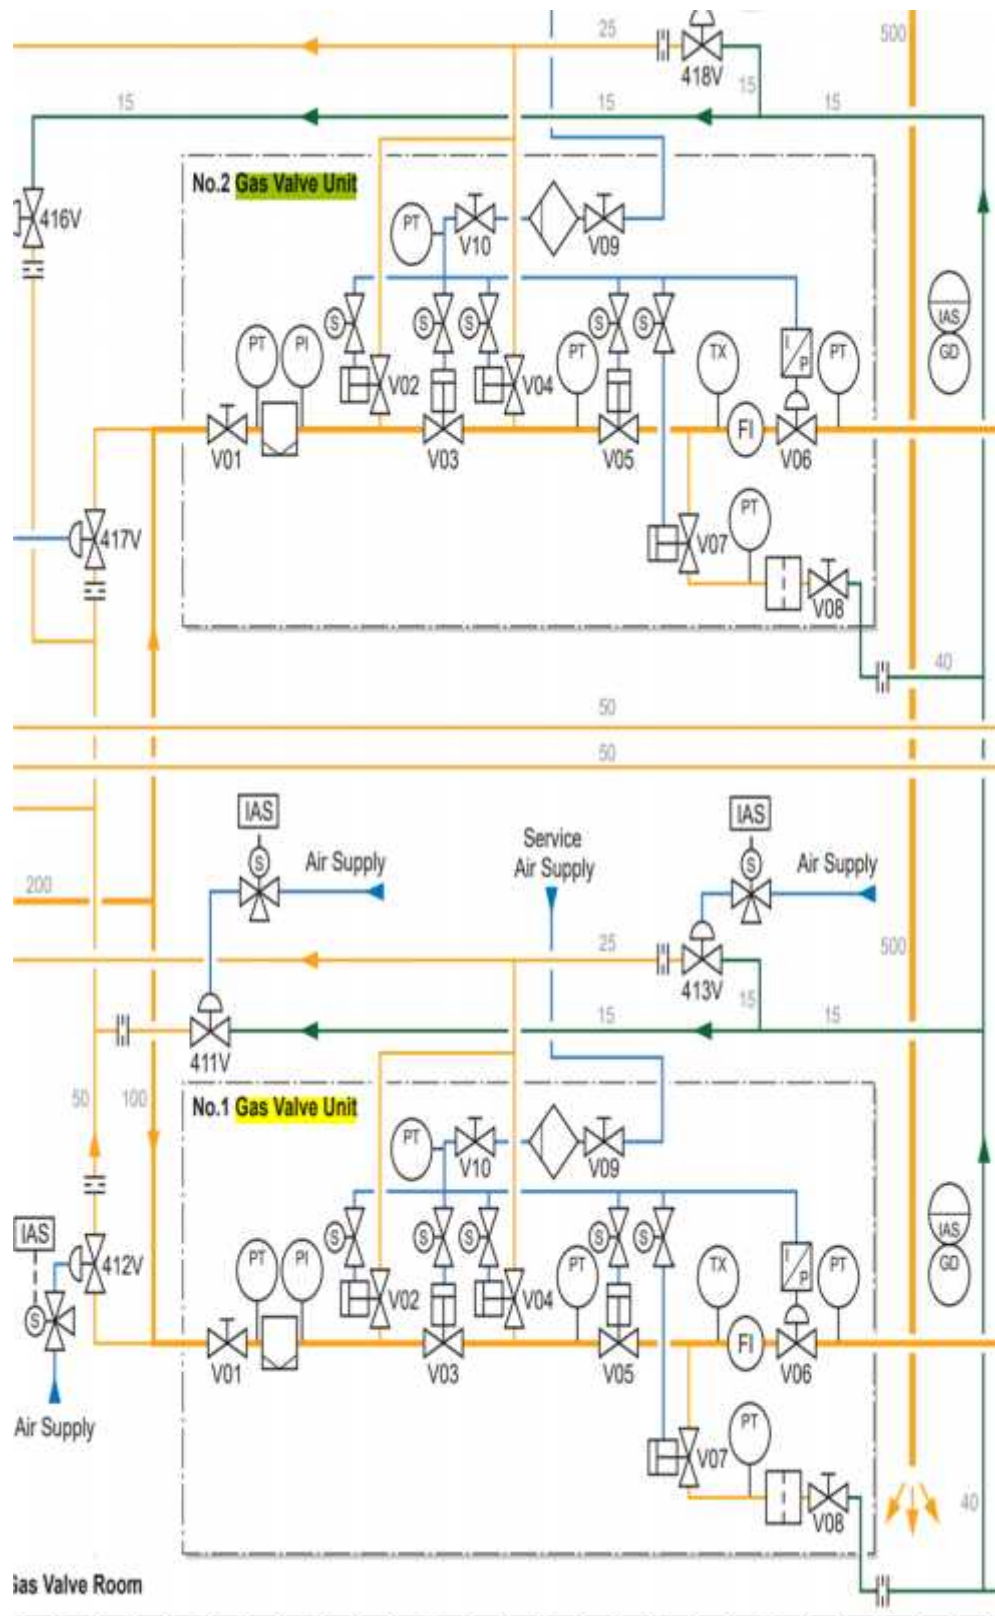 25
500
418V
15
15
15
15
No.2 Gas Valve Unit
416V
PT
V10
V09
IAS
GD
S
S
S
S
S
PT
PI
V02
V04
PT
TX
I
P
PT
FI
V01
V03
V05
V06
417V
PT
V07
V08
40
50
50
IAS
IAS
Service
Air Supply
S
Air Supply
S
Air Supply
200
25
500
413V
15
15
15
411V
50
100
No.1 Gas Valve Unit
PT
V10
V09
IAS
GD
IAS
412V
S
S
S
S
S
S
PT
PI
V02
V04
PT
TX
I
P
PT
FI
V01
V03
V05
V06
Air Supply
PT
V07
V08
40
Gas Valve Room